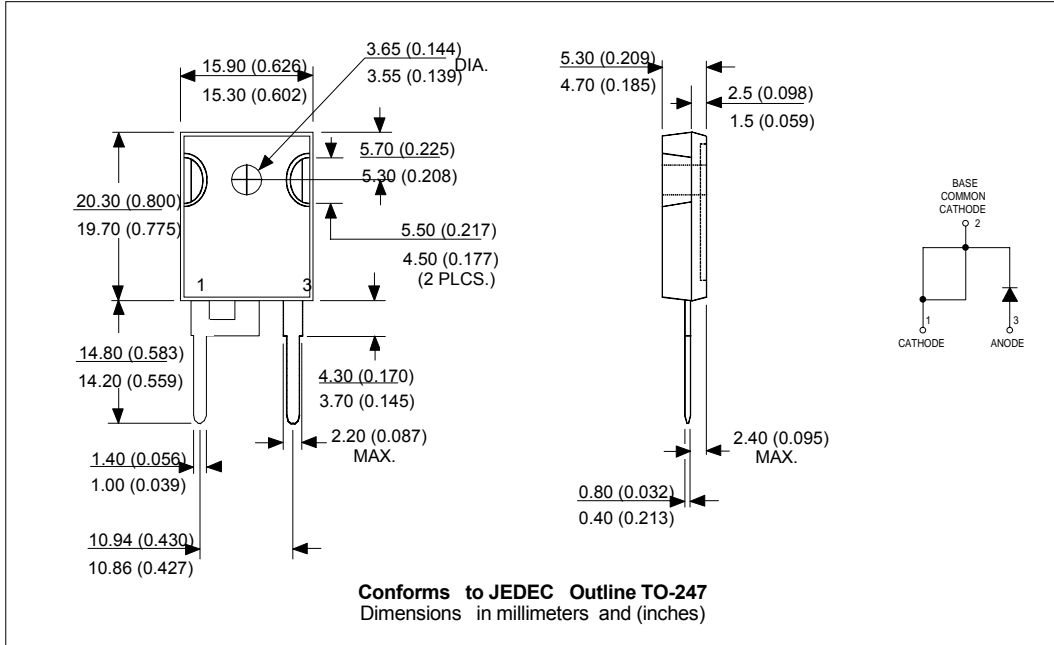 3.65 (0.144)
3.55 (0.139)
DIA.
15.90 (0.626)
15.30 (0.602)
5.70 (0.225)
5.30 (0.208)
20.30 (0.800)
19.70 (0.775)
5.50 (0.217)
4.50 (0.177)
(2 PLCS.)
1
3
14.80 (0.583)
14.20 (0.559)
4.30 (0.170)
3.70 (0.145)
2.20 (0.087)
MAX.
1.40 (0.056)
1.00 (0.039)
10.94 (0.430)
10.86 (0.427)
5.30 (0.209)
4.70 (0.185)
2.5 (0.098)
1.5 (0.059)
2.40 (0.095)
MAX.
0.80 (0.032)
0.40 (0.213)
BASE
COMMON
CATHODE
2
1
CATHODE
3
ANODE
Conforms to JEDEC Outline TO-247
Dimensions in millimeters and (inches)